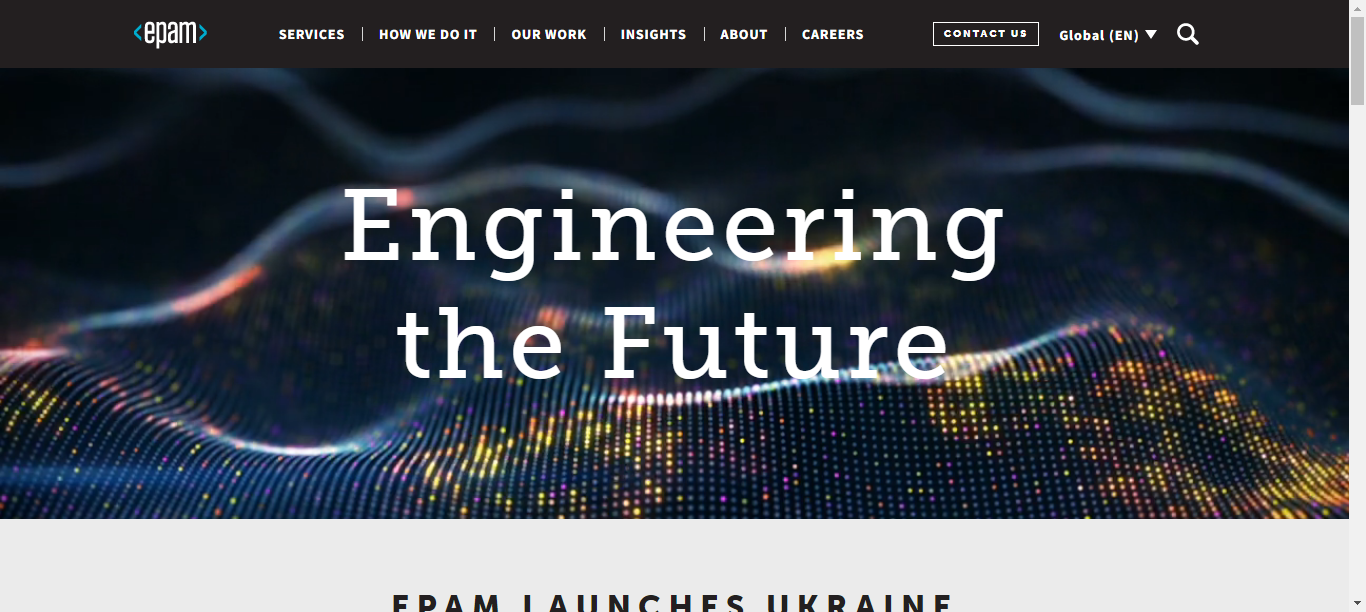 <epam>
SERVICES | HOW WE DO IT | OUR WORK | INSIGHTS | ABOUT | CAREERS
CONTACT US
Global (EN)
Engineering
the Future
EPAM LAUNCHES UKRAINE